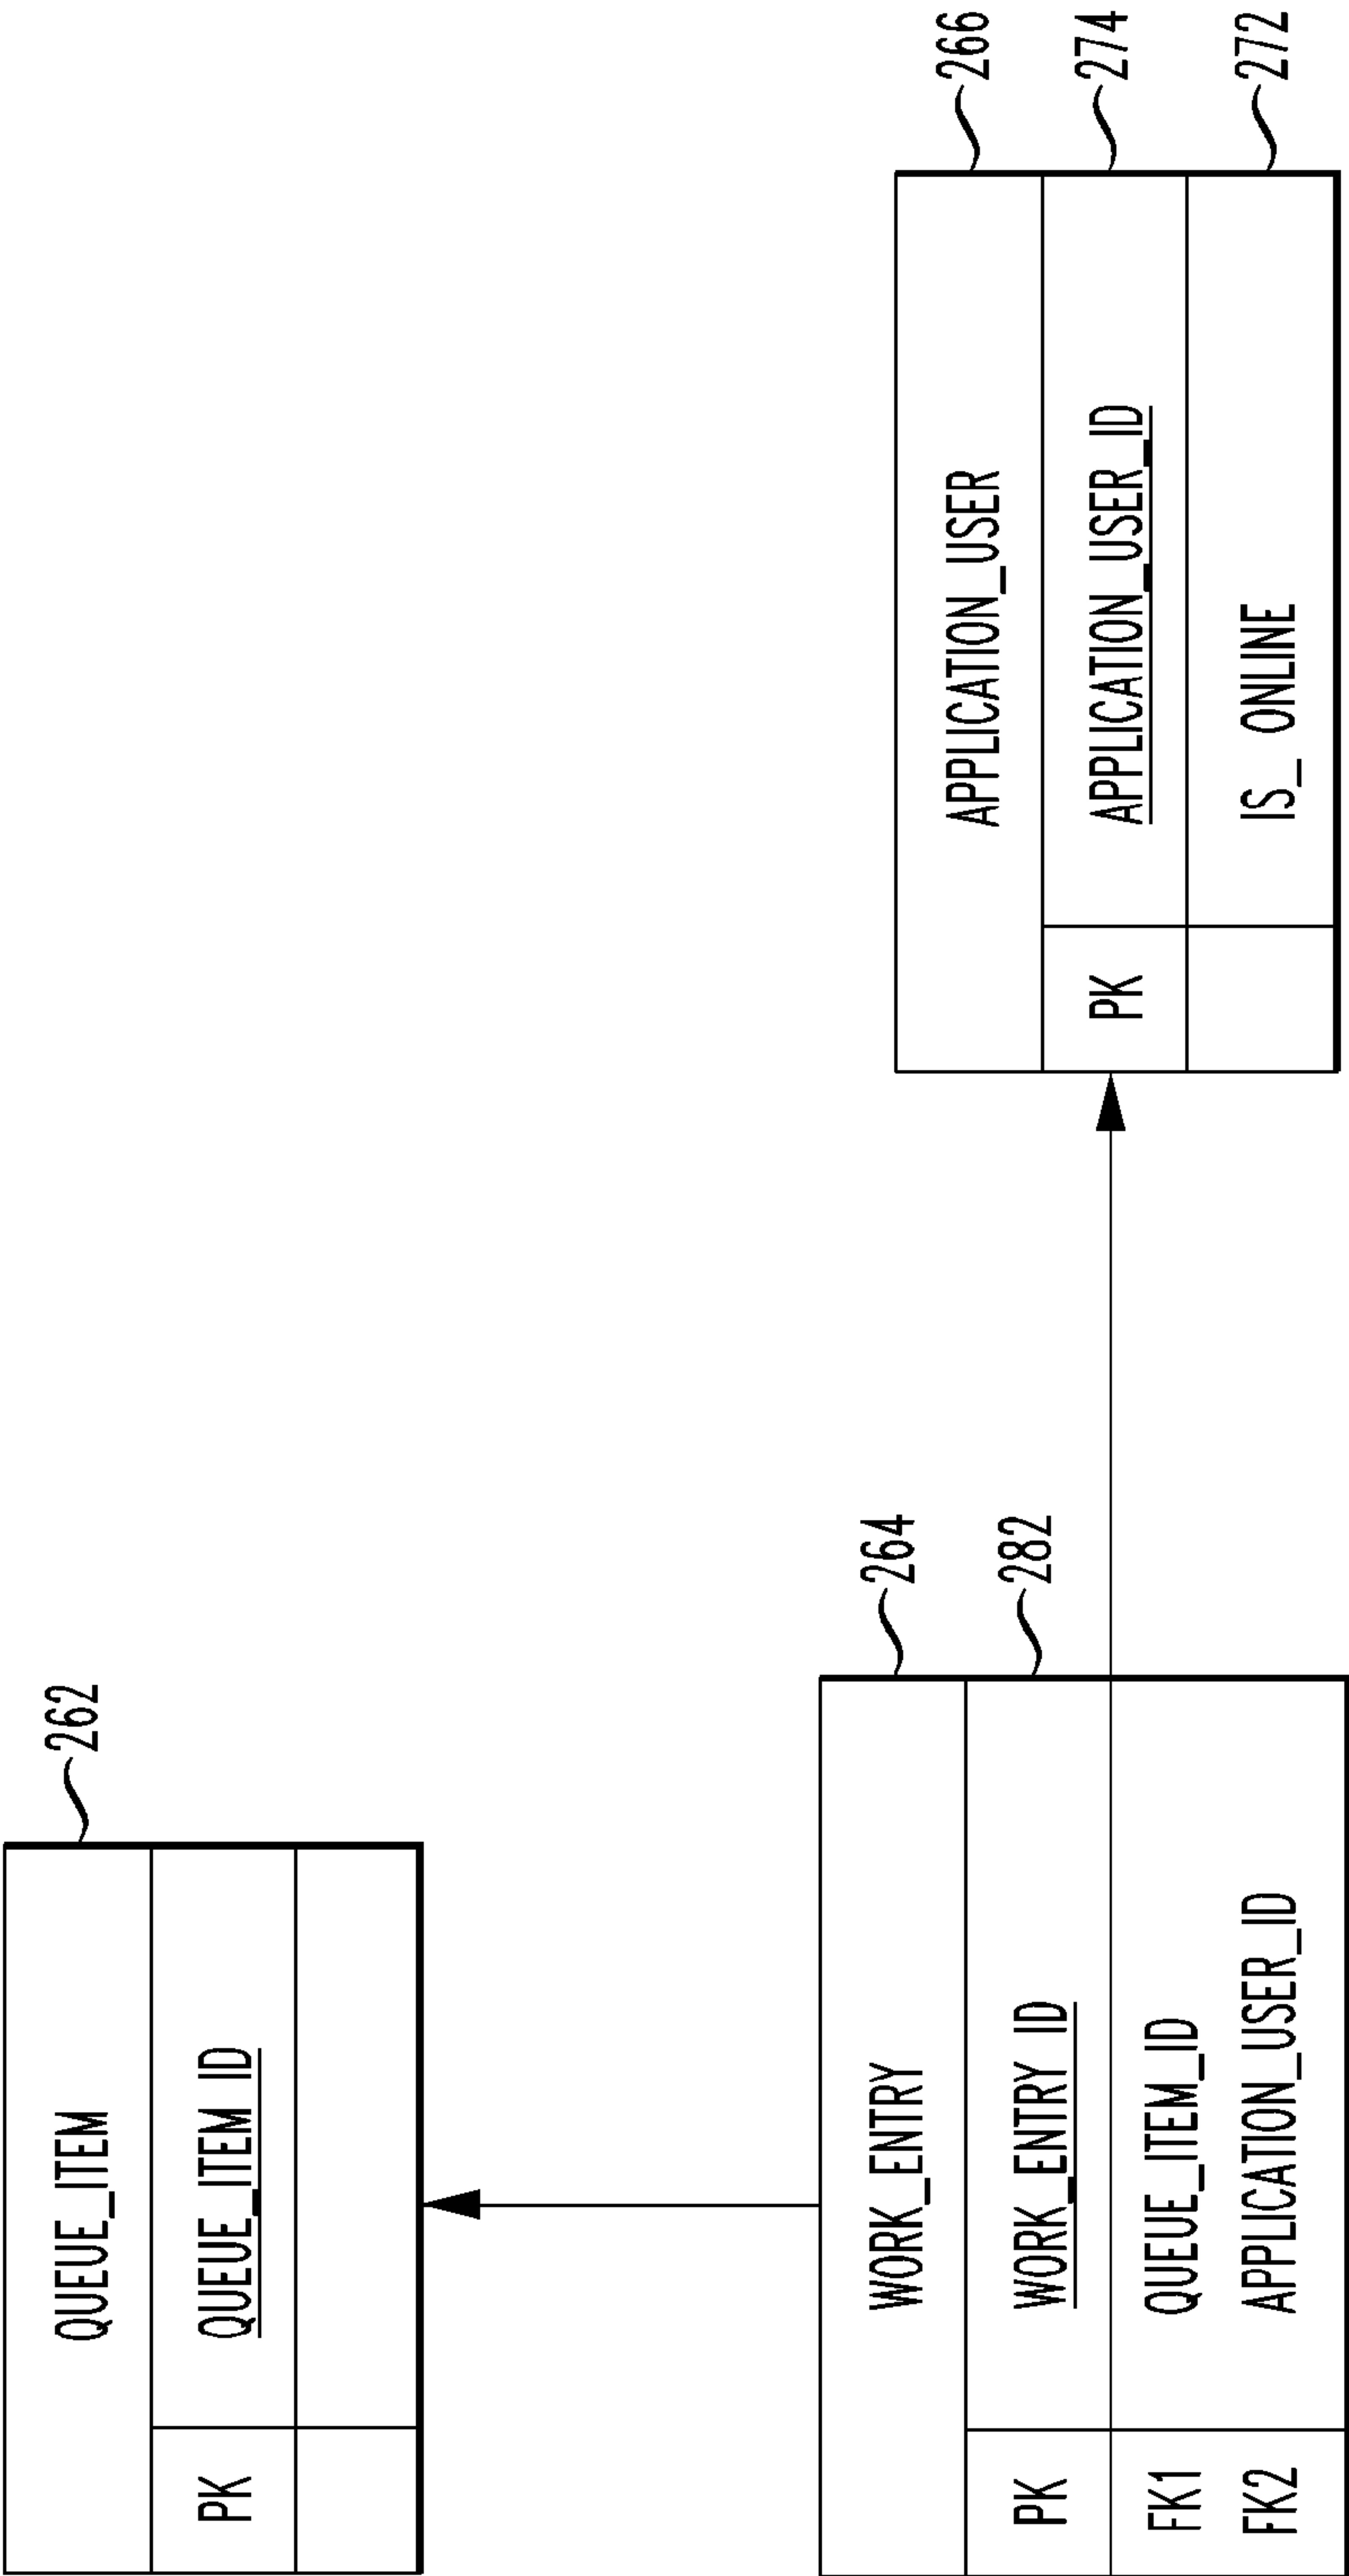 QUEUE_ITEM
262
PK QUEUE_ITEM_ID
WORK_ENTRY
264
PK WORK_ENTRY_ID
282
FK1 QUEUE_ITEM_ID
FK2 APPLICATION_USER_ID
APPLICATION_USER
266
PK APPLICATION_USER_ID
274
IS_ ONLINE
272